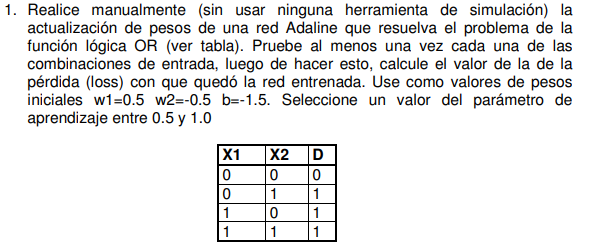 1. Realice manualmente (sin usar ninguna herramienta de simulación) la
actualización de pesos de una red Adaline que resuelva el problema de la
función lógica OR (ver tabla). Pruebe al menos una vez cada una de las
combinaciones de entrada, luego de hacer esto, calcule el valor de la de la
pérdida (loss) con que quedó la red entrenada. Use como valores de pesos
iniciales w1=0.5 w2=-0.5 b=-1.5. Seleccione un valor del parámetro de
aprendizaje entre 0.5 y 1.0
X1 X2 D
0 0 0
0 1 1
1 0 1
1 1 1